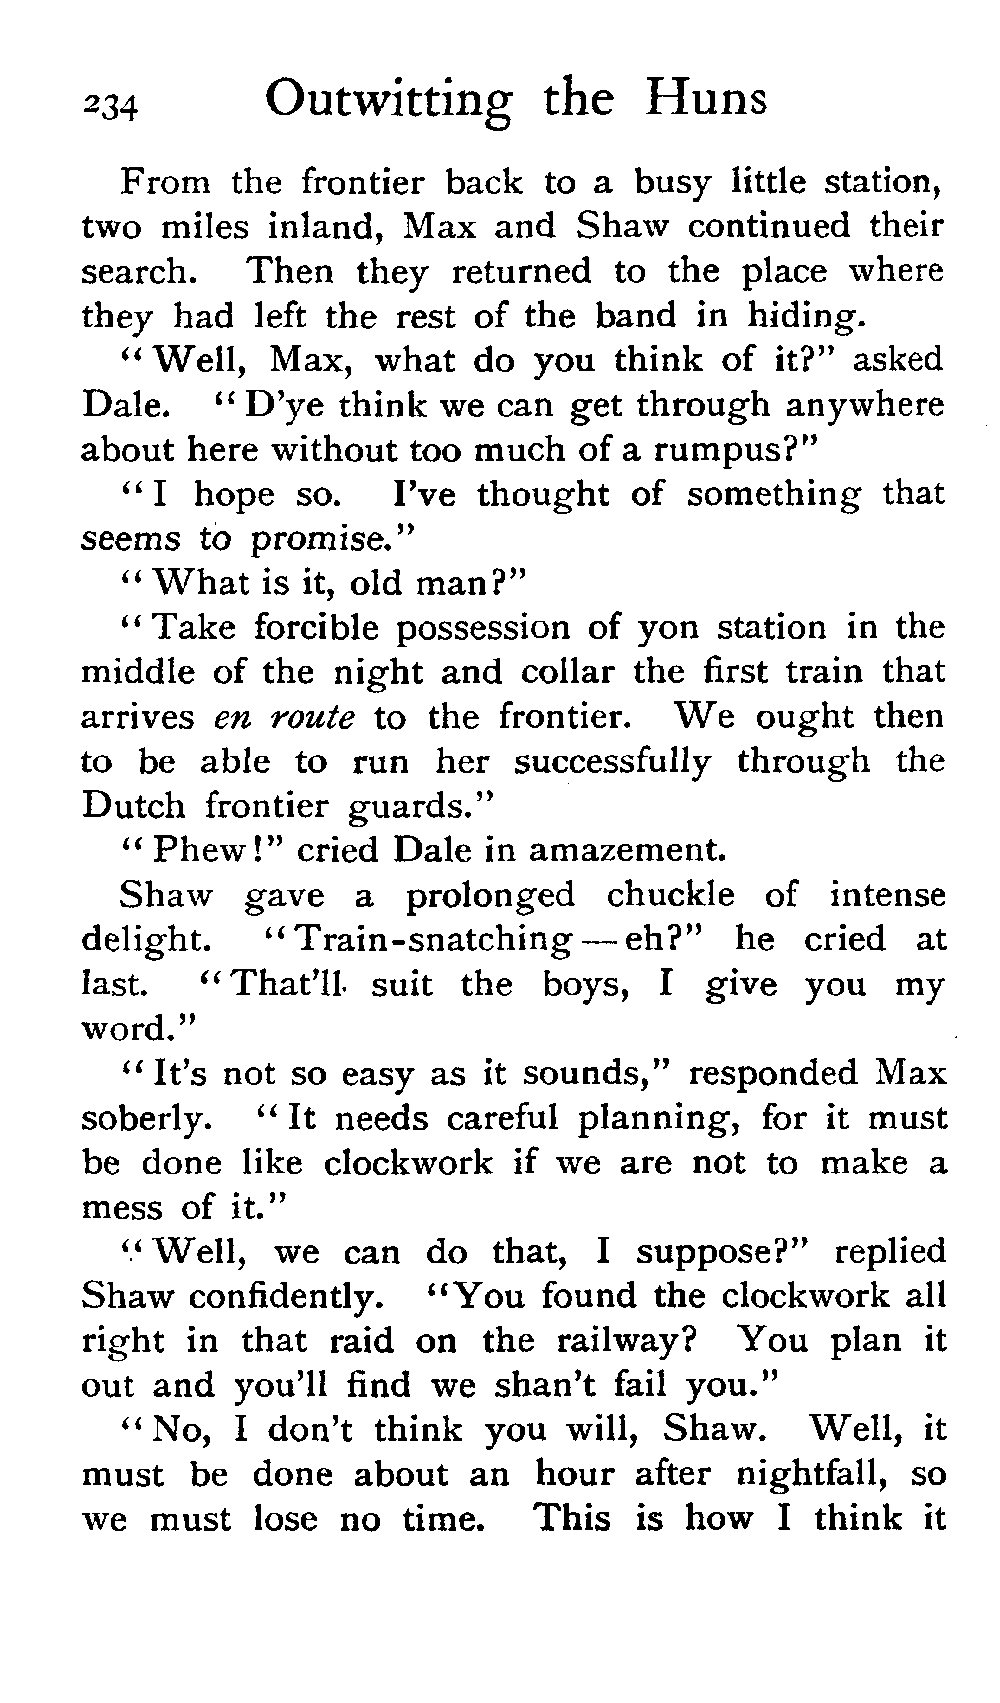 234 Outwitting the Huns
From the frontier back to a busy little station,
two miles inland, Max and Shaw continued their
search. Then they returned to the place where
they had left the rest of the band in hiding.
"Well, Max, what do you think of it?" asked
Dale. "D'ye think we can get through anywhere
about here without too much of a rumpus?"
"I hope so. I've thought of something that
seems to promise."
"What is it, old man?"
"Take forcible possession of yon station in the
middle of the night and collar the first train that
arrives en route to the frontier. We ought then
to be able to run her successfully through the
Dutch frontier guards."
"Phew!" cried Dale in amazement.
Shaw gave a prolonged chuckle of intense
delight. "Train-snatching—eh?" he cried at
last. "That'll suit the boys, I give you my
word."
"It's not so easy as it sounds," responded Max
soberly. "It needs careful planning, for it must
be done like clockwork if we are not to make a
mess of it."
"Well, we can do that, I suppose?" replied
Shaw confidently. "You found the clockwork all
right in that raid on the railway? You plan it
out and you'll find we shan't fail you."
"No, I don't think you will, Shaw. Well, it
must be done about an hour after nightfall, so
we must lose no time. This is how I think it